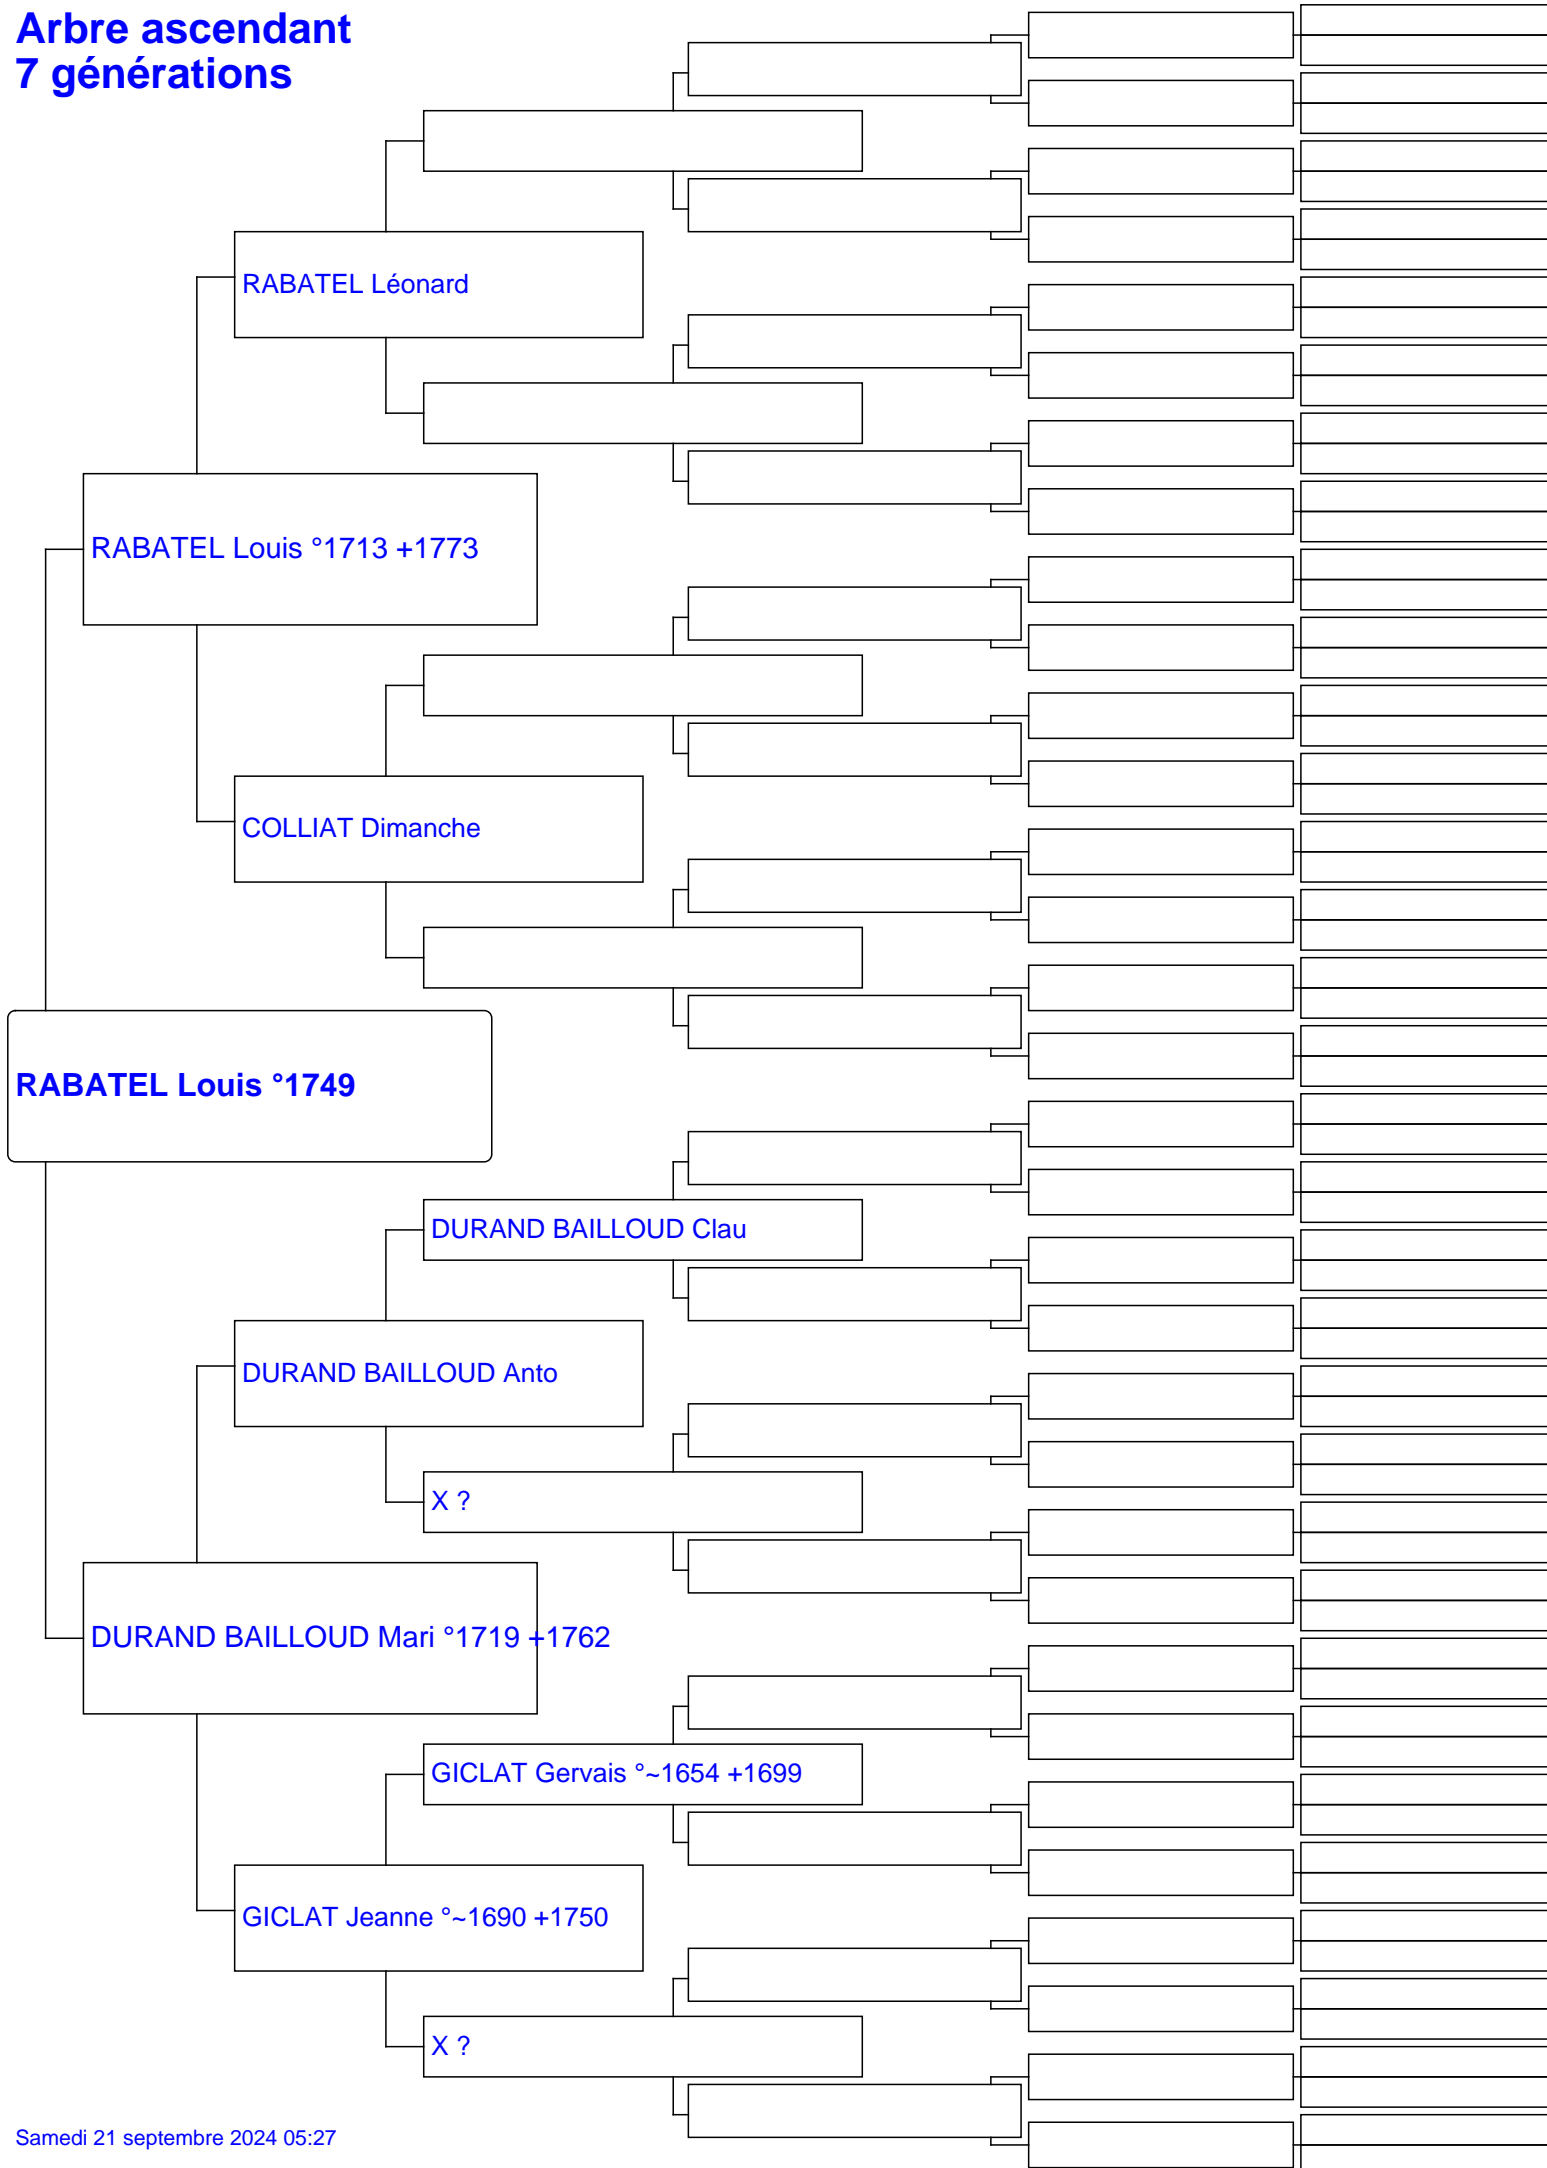 Arbre ascendant
7 générations
RABATEL Léonard
RABATEL Louis °1713 +1773
COLLIAT Dimanche
RABATEL Louis °1749
DURAND BAILLOUD Clau
DURAND BAILLOUD Anto
X ?
DURAND BAILLOUD Mari °1719 +1762
GICLAT Gervais °~1654 +1699
GICLAT Jeanne °~1690 +1750
X ?
Samedi 21 septembre 2024 05:27